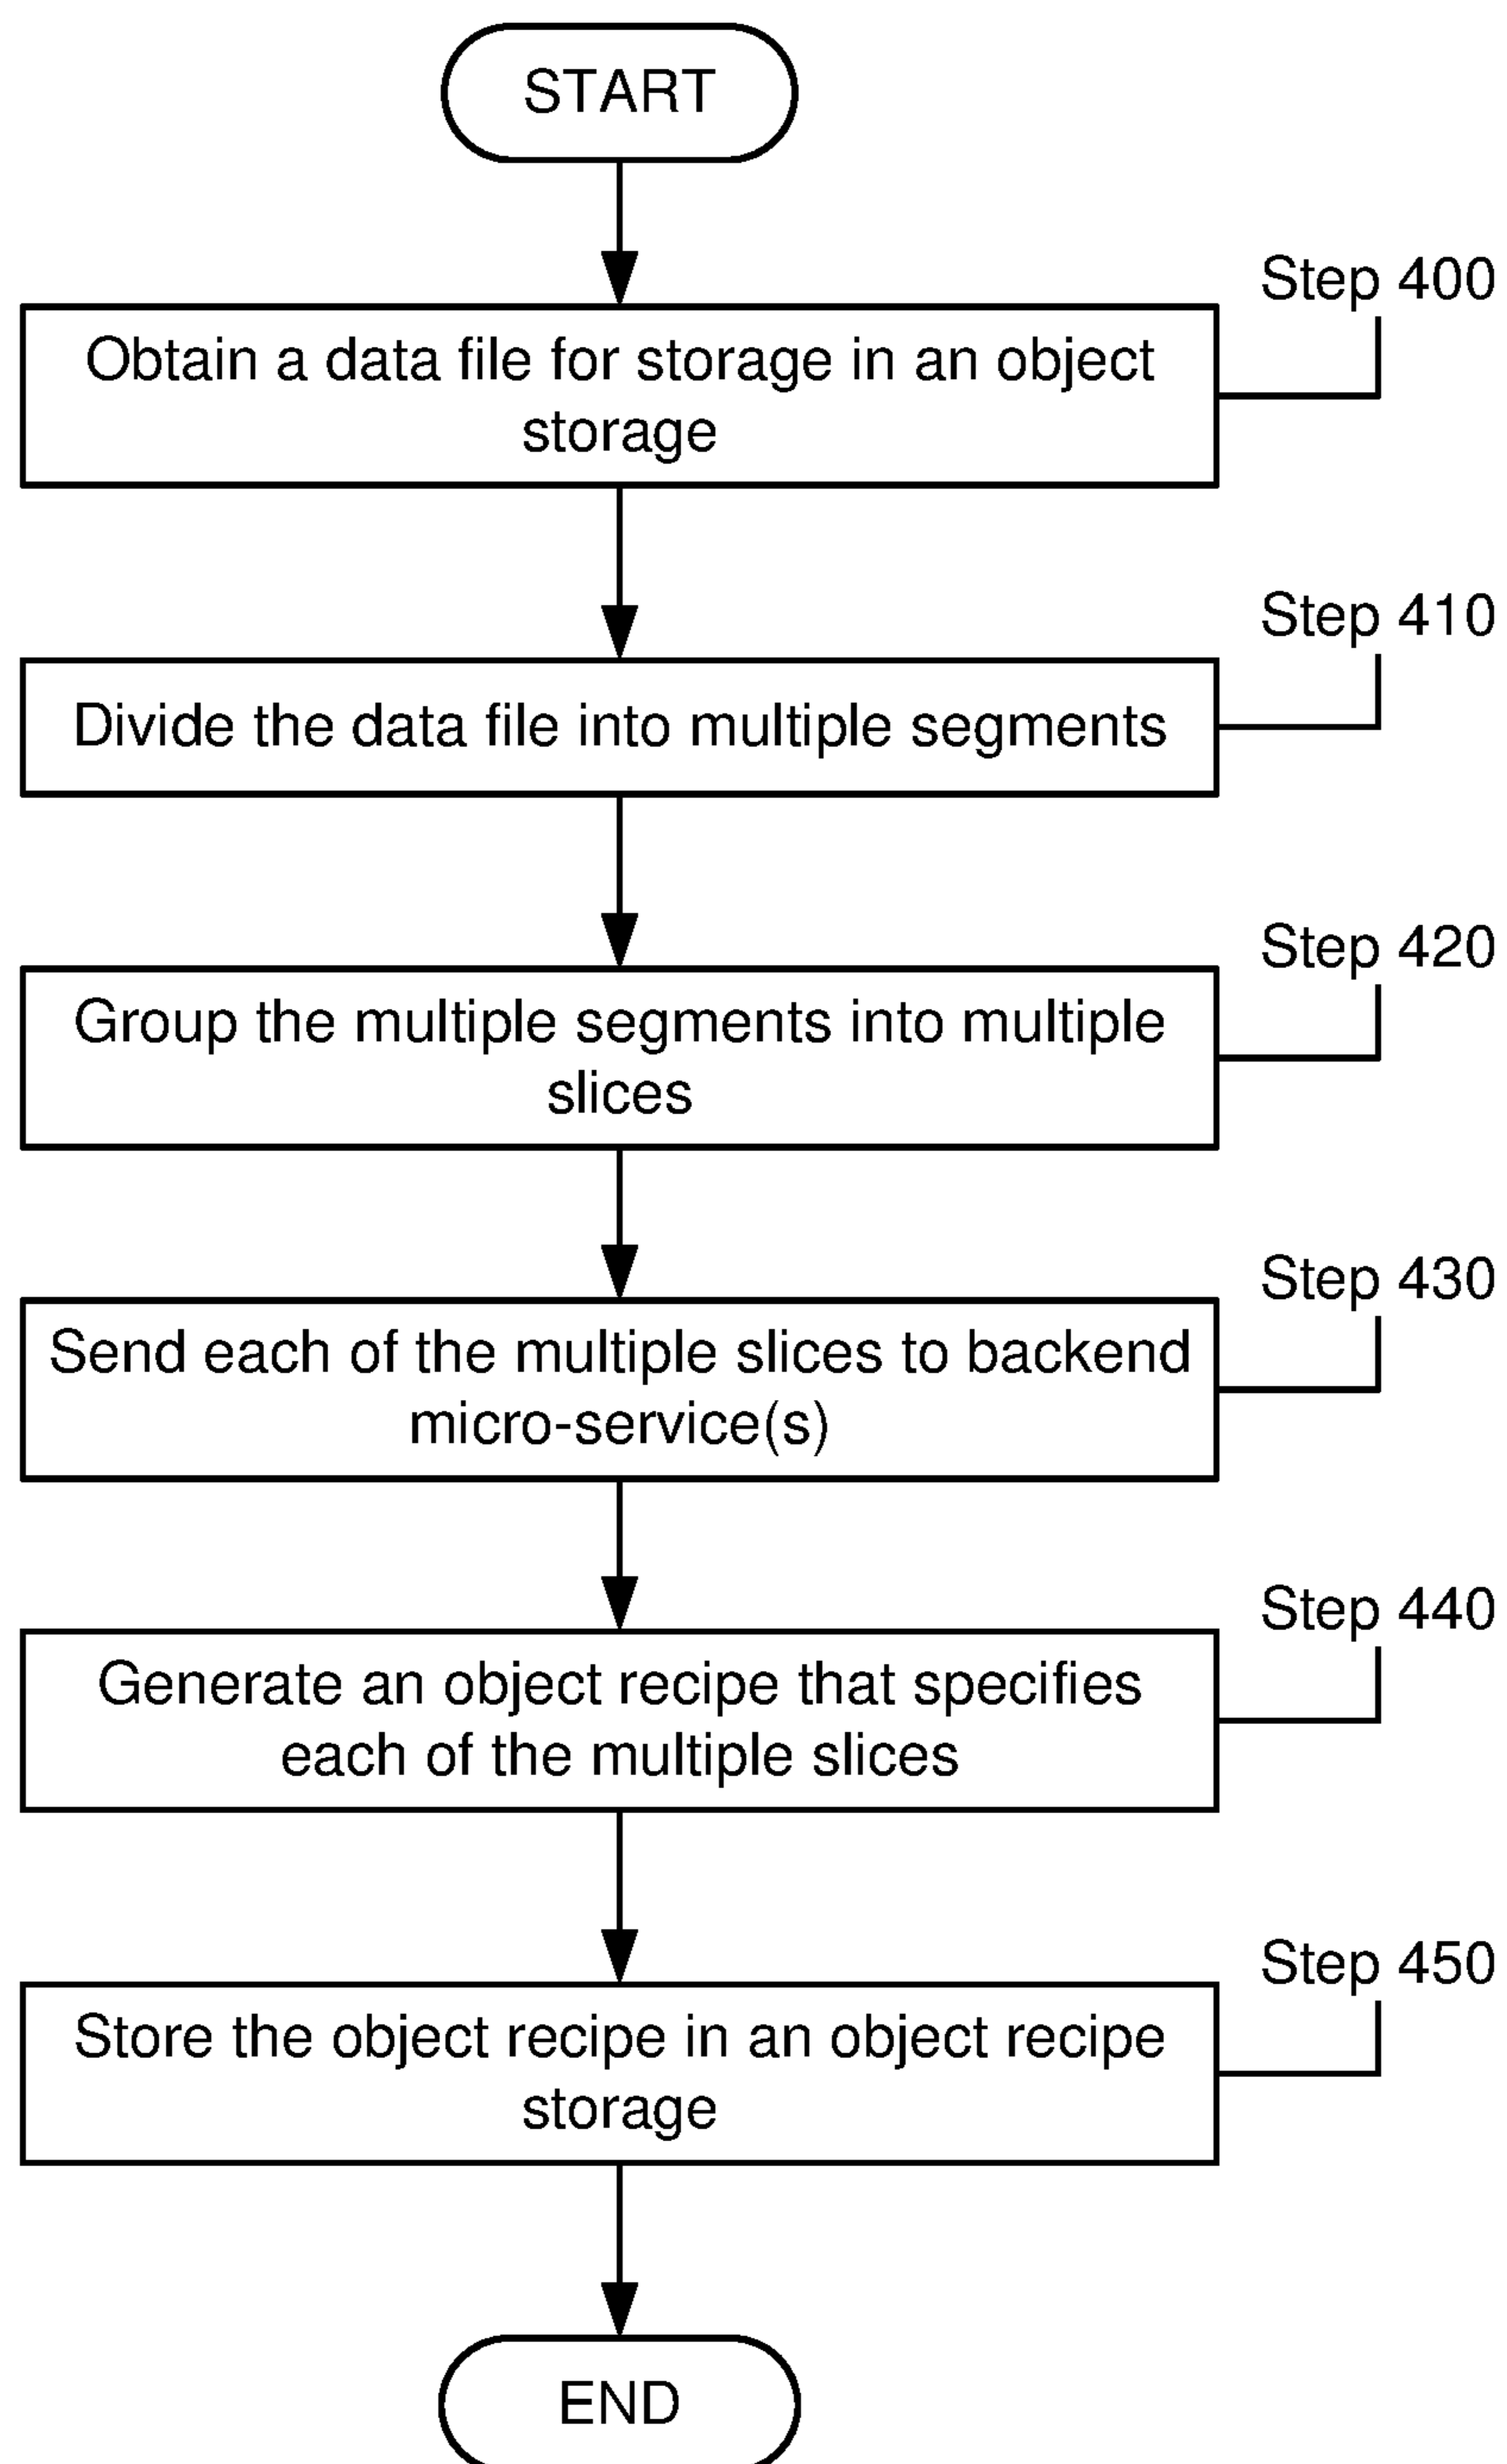 START
Step 400
Obtain a data file for storage in an object
storage
Step 410
Divide the data file into multiple segments
Step 420
Group the multiple segments into multiple
slices
Step 430
Send each of the multiple slices to backend
micro-service(s)
Step 440
Generate an object recipe that specifies
each of the multiple slices
Step 450
Store the object recipe in an object recipe
storage
END